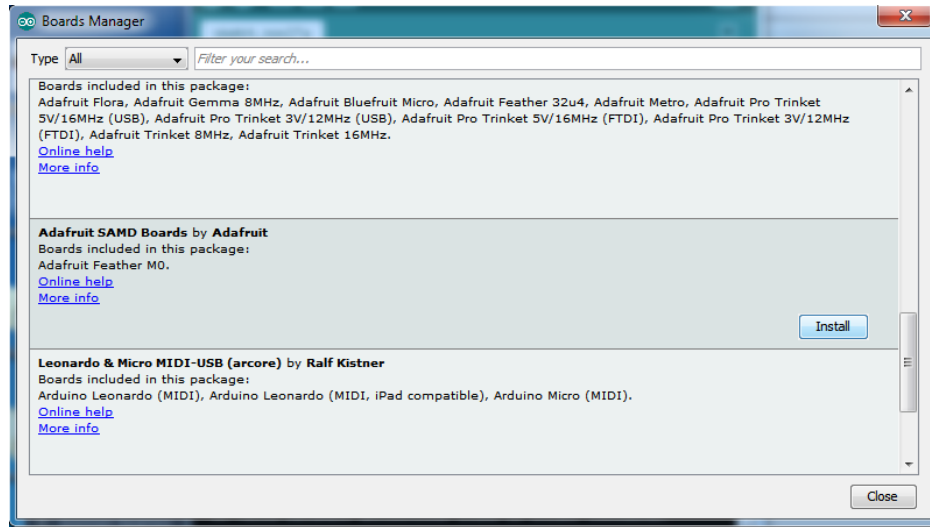 Boards Manager
Type All Filter your search...
Boards included in this package:
Adafruit Flora, Adafruit Gemma 8MHz, Adafruit Bluefruit Micro, Adafruit Feather 32u4, Adafruit Metro, Adafruit Pro Trinket
5V/16MHz (USB), Adafruit Pro Trinket 3V/12MHz (USB), Adafruit Pro Trinket 5V/16MHz (FTDI), Adafruit Pro Trinket 3V/12MHz
(FTDI), Adafruit Trinket 8MHz, Adafruit Trinket 16MHz.
Online help
More info
Adafruit SAMD Boards by Adafruit
Boards included in this package:
Adafruit Feather M0.
Online help
More info
Install
Leonardo & Micro MIDI-USB (arcore) by Ralf Kistner
Boards included in this package:
Arduino Leonardo (MIDI), Arduino Leonardo (MIDI, iPad compatible), Arduino Micro (MIDI).
Online help
More info
Close